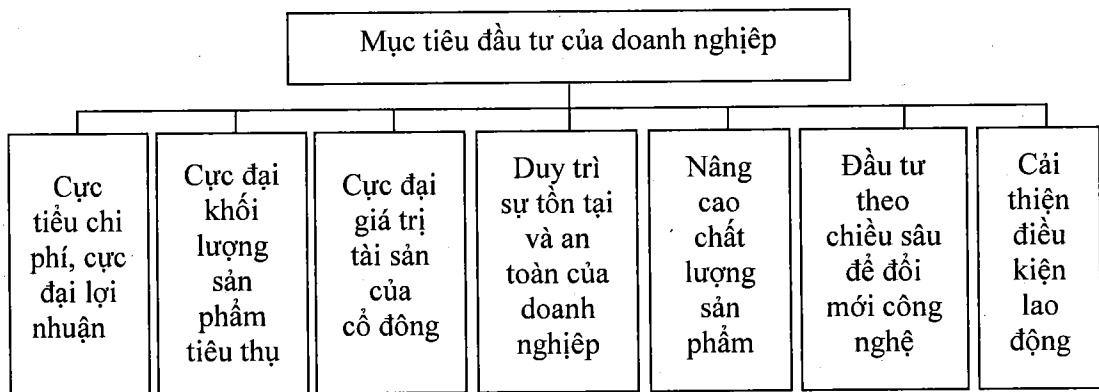 Mục tiêu đầu tư của doanh nghiệp
Cực
tiểu chi
phí, cực
đại lợi
nhuận
Cực đại
khối
lượng
sản
phẩm
tiêu thụ
Cực đại
giá trị
tài sản
của
cổ đông
Duy trì
sự tồn tại
và an
toàn của
doanh
nghiệp
Nâng
cao
chất
lượng
sản
phẩm
Đầu tư
theo
chiều sâu
để đổi
mới công
nghệ
Cải
thiện
điều
kiện
lao
động